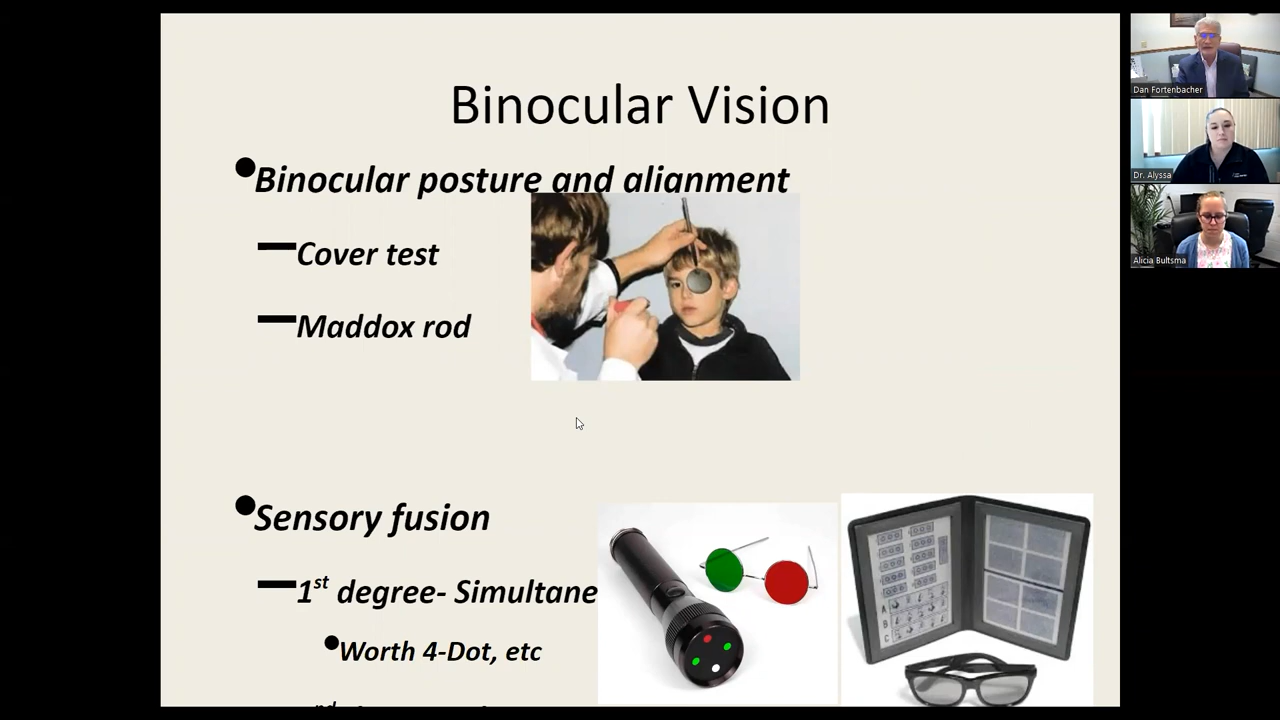 Binocular Vision
Binocular posture and alignment
Cover test
Maddox rod
Sensory fusion
1st degree- Simultane
Worth 4-Dot, etc
A
B
C
Dan Fortenbacher
Dr. Alyssa
Alicia Bultsma